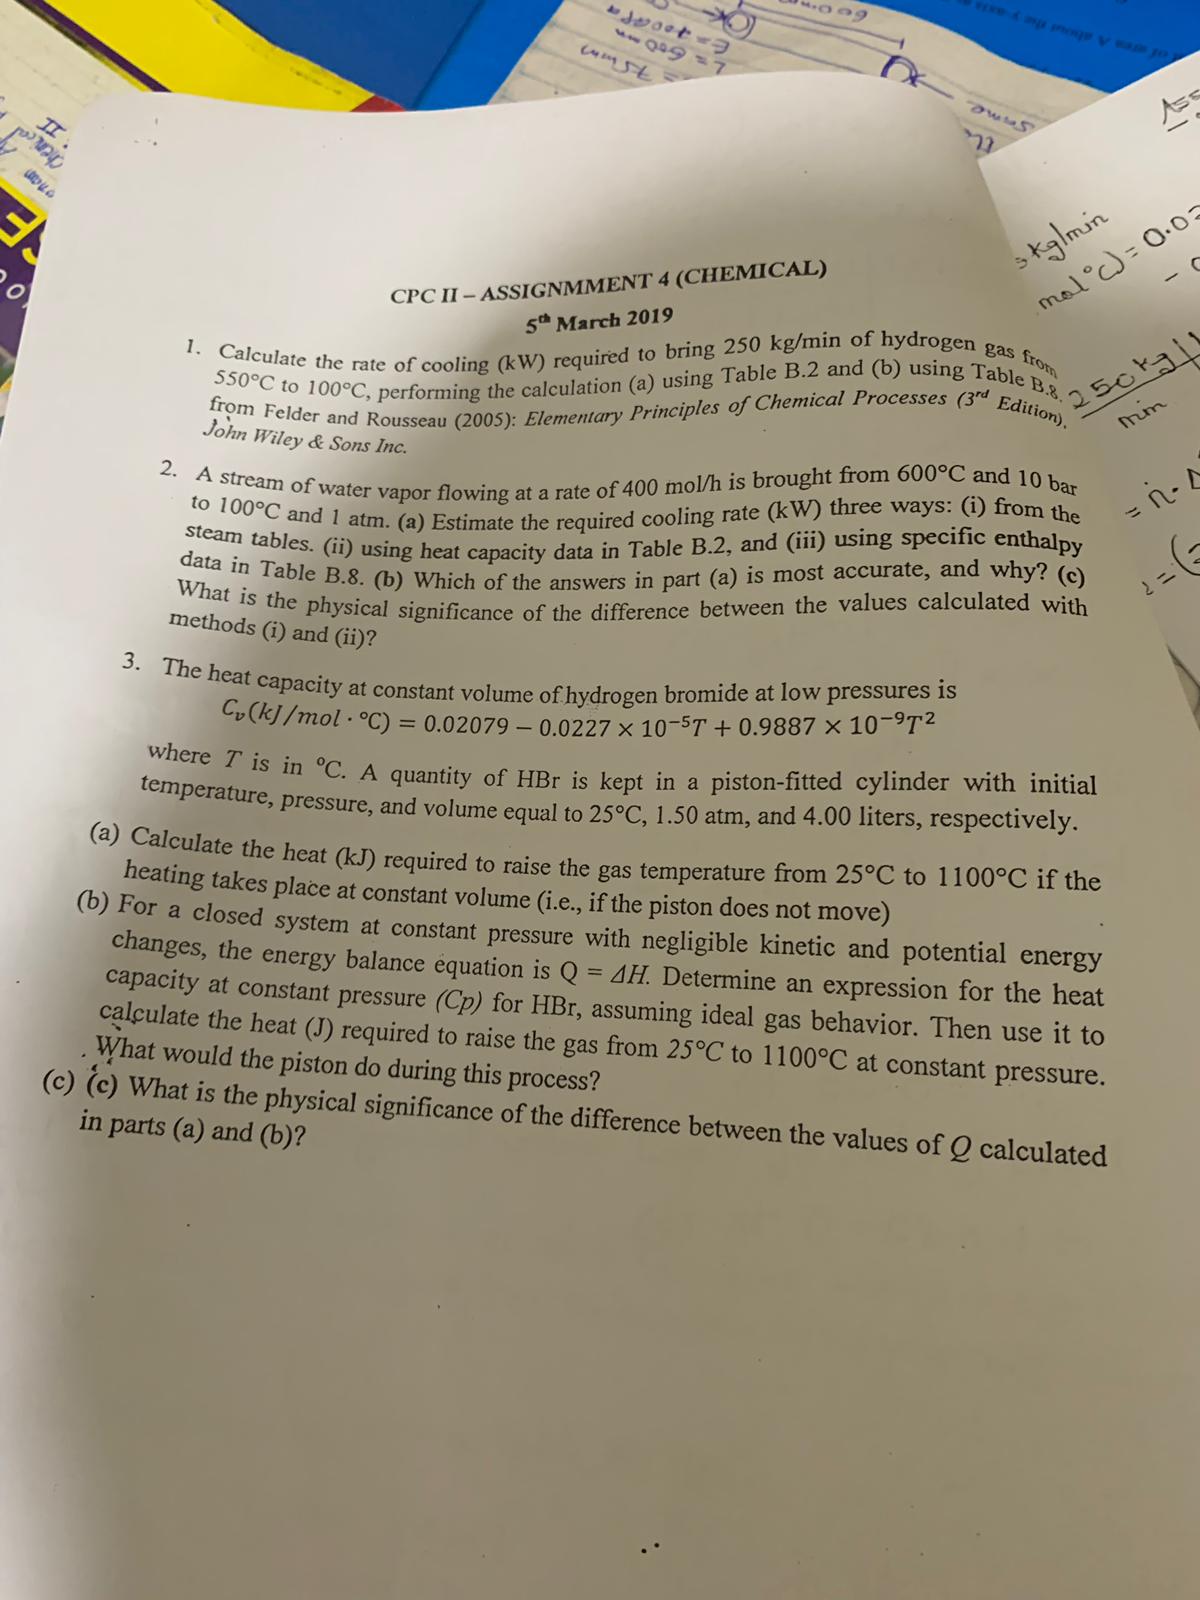 CPC II – ASSIGNMMENT 4 (CHEMICAL)
5th March 2019
1. Calculate the rate of cooling (kW) required to bring 250 kg/min of hydrogen gas from
550°C to 100°C, performing the calculation (a) using Table B.2 and (b) using Table B.8.
from Felder and Rousseau (2005): Elementary Principles of Chemical Processes (3rd Edition),
John Wiley & Sons Inc.
2. A stream of water vapor flowing at a rate of 400 mol/h is brought from 600°C and 10 bar
to 100°C and 1 atm. (a) Estimate the required cooling rate (kW) three ways: (i) from the
steam tables. (ii) using heat capacity data in Table B.2, and (iii) using specific enthalpy
data in Table B.8. (b) Which of the answers in part (a) is most accurate, and why? (c)
What is the physical significance of the difference between the values calculated with
methods (i) and (ii)?
3. The heat capacity at constant volume of hydrogen bromide at low pressures is
Cv(kJ/mol · °C) = 0.02079 – 0.0227 × 10⁻⁵T + 0.9887 × 10⁻⁹T²
where T is in °C. A quantity of HBr is kept in a piston-fitted cylinder with initial
temperature, pressure, and volume equal to 25°C, 1.50 atm, and 4.00 liters, respectively.
(a) Calculate the heat (kJ) required to raise the gas temperature from 25°C to 1100°C if the
heating takes place at constant volume (i.e., if the piston does not move)
(b) For a closed system at constant pressure with negligible kinetic and potential energy
changes, the energy balance equation is Q = ΔH. Determine an expression for the heat
capacity at constant pressure (Cp) for HBr, assuming ideal gas behavior. Then use it to
calculate the heat (J) required to raise the gas from 25°C to 1100°C at constant pressure.
What would the piston do during this process?
(c) (c) What is the physical significance of the difference between the values of Q calculated
in parts (a) and (b)?
kg/min
mol °C) = 0.02
250 kg/
min
75mm
L = 600mm
E = 700GPa
600m
same
Chemical
II